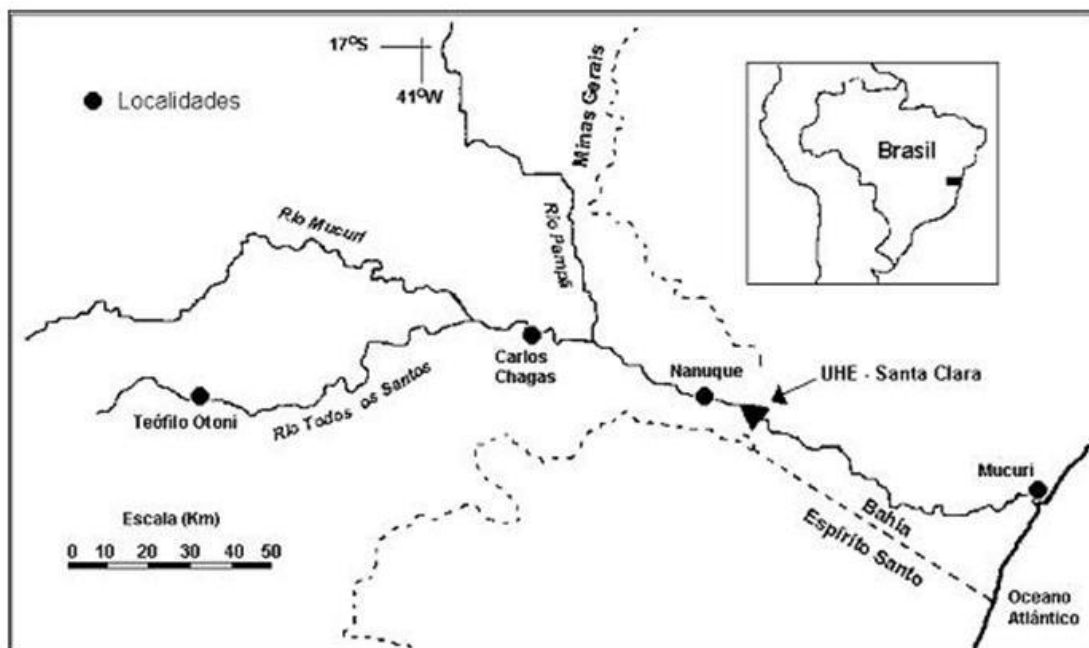 17ºS
41ºW
Localidades
Minas Gerais
Brasil
Rio Mucuri
Rio Pampã
Carlos
Chagas
Nanuque
UHE - Santa Clara
Teófilo Otoni
Rio Todos os Santos
Mucuri
Bahia
Espírito Santo
Escala (Km)
0 10 20 30 40 50
Oceano
Atlântico